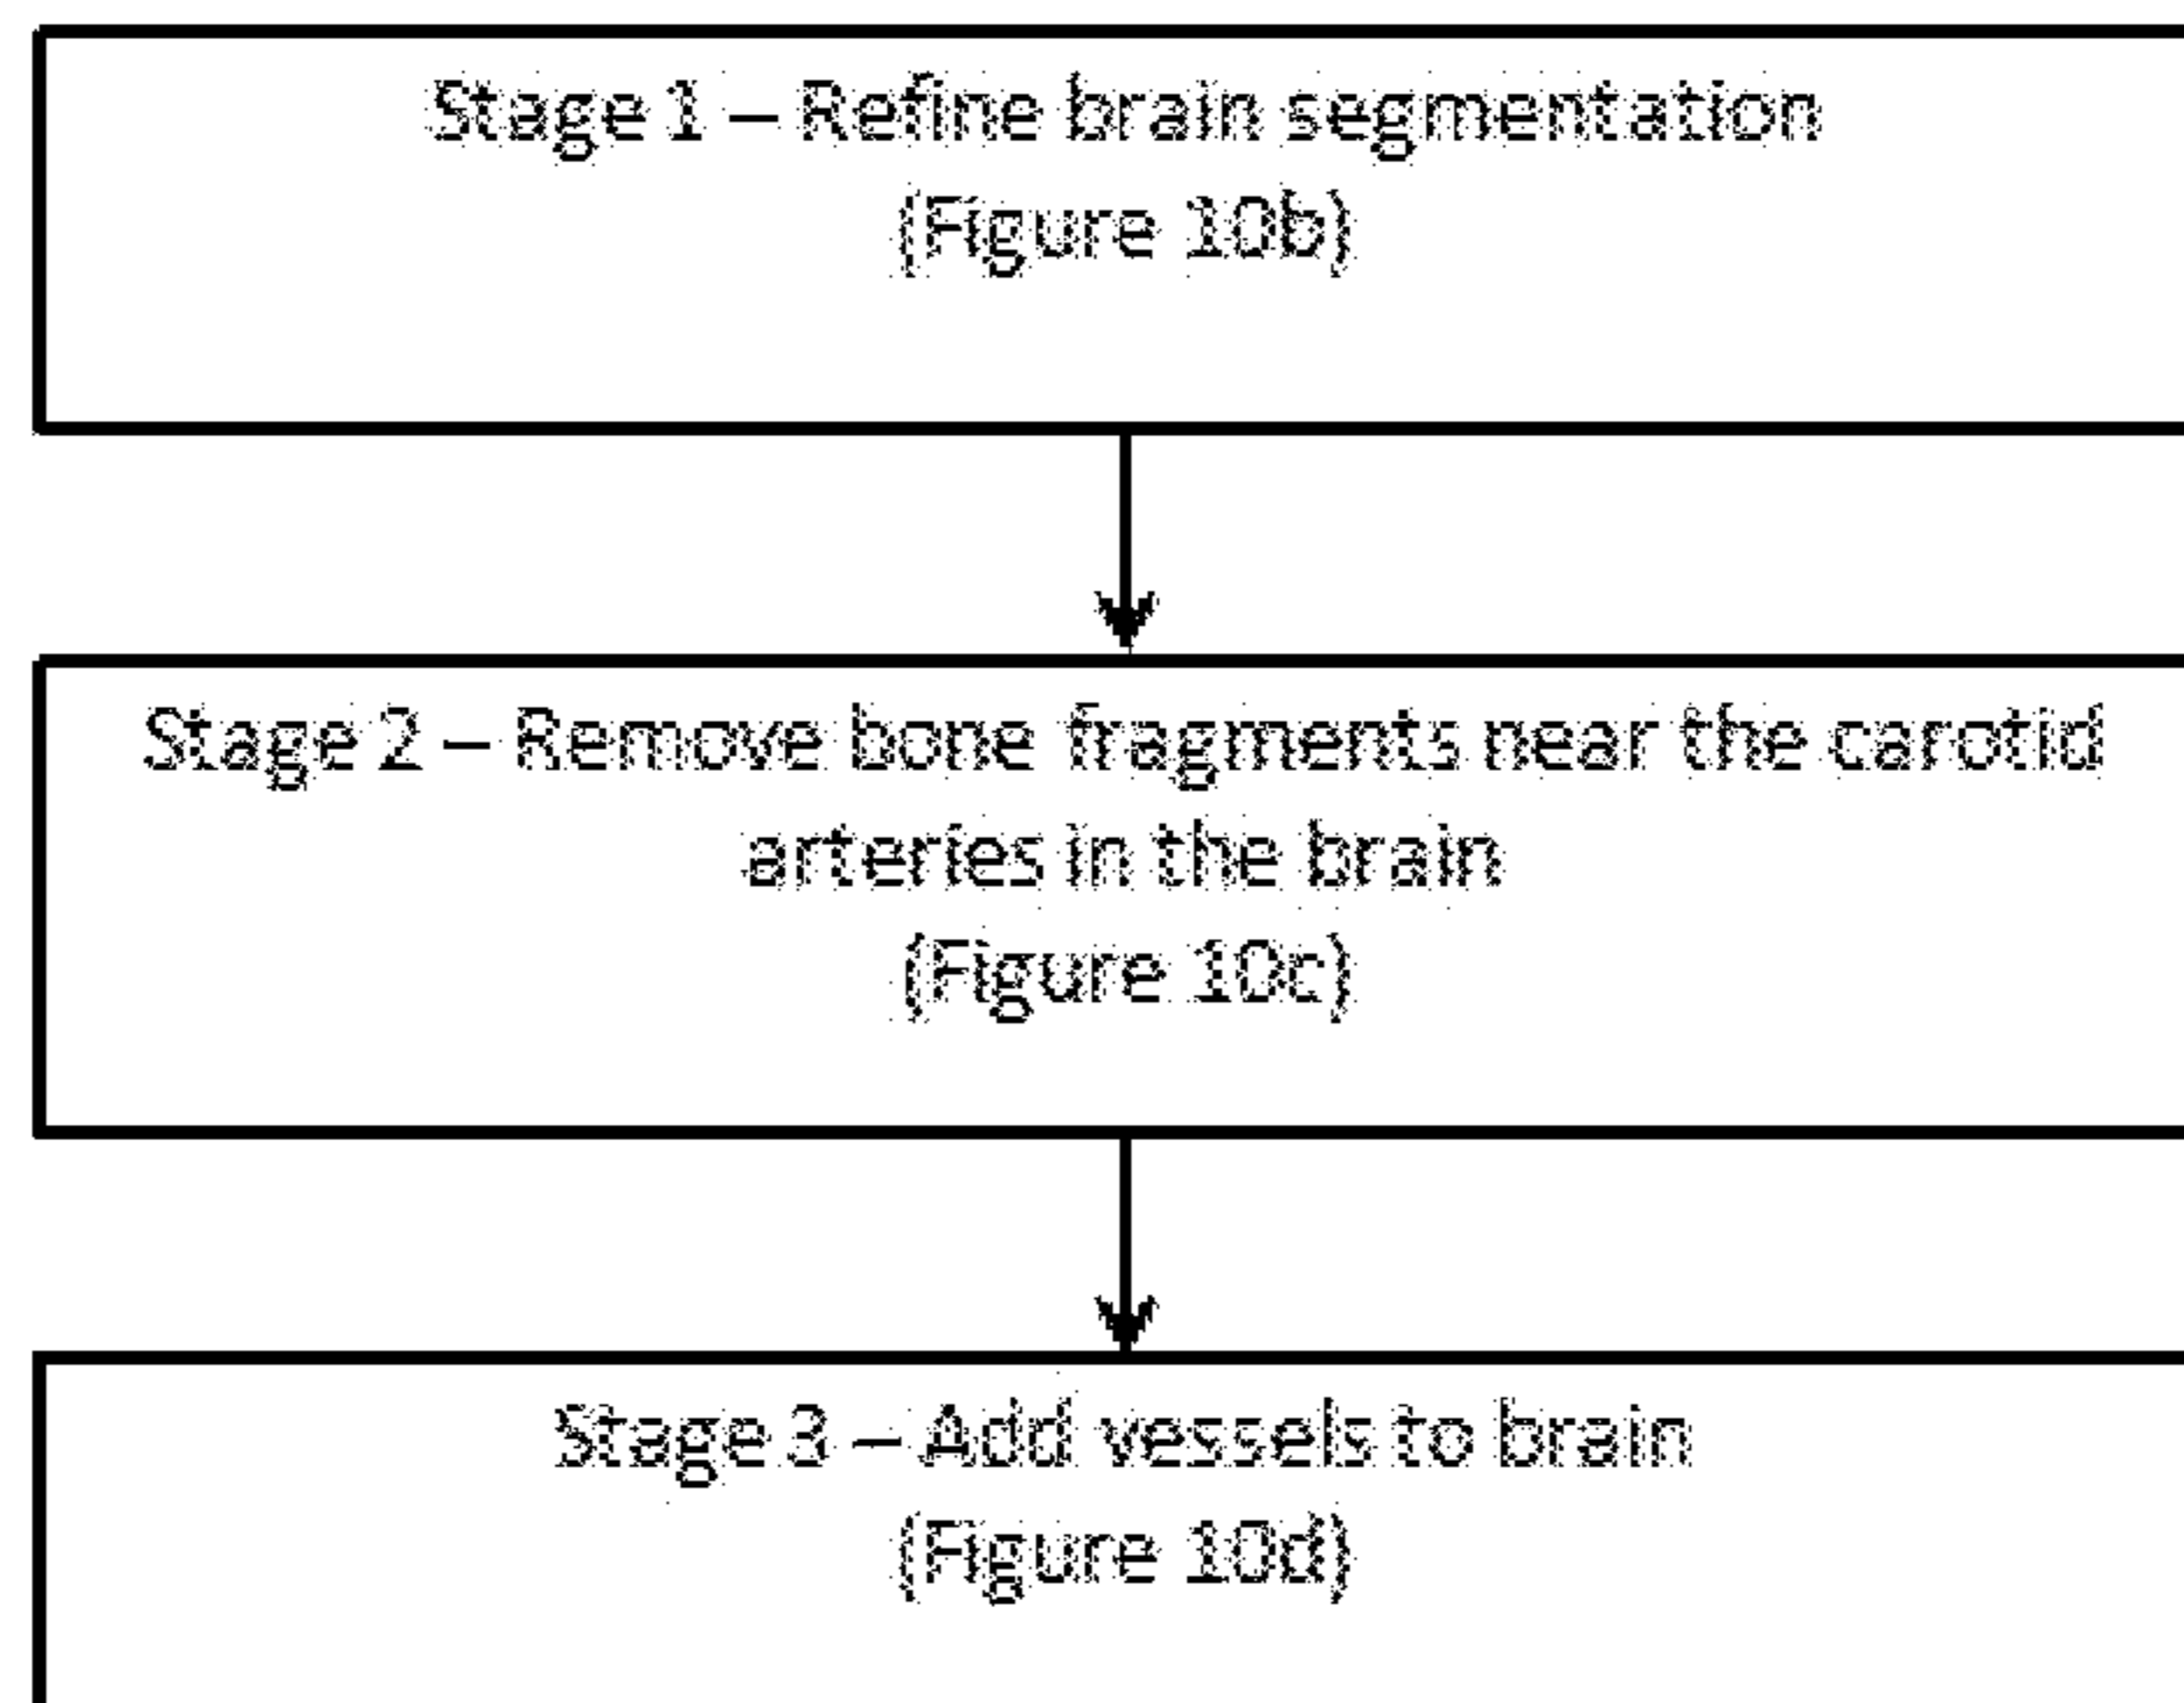 Stage 1 – Refine brain segmentation
(Figure 10b)
Stage 2 – Remove bone fragments near the carotid
arteries in the brain
(Figure 10c)
Stage 3 – Add vessels to brain
(Figure 10d)